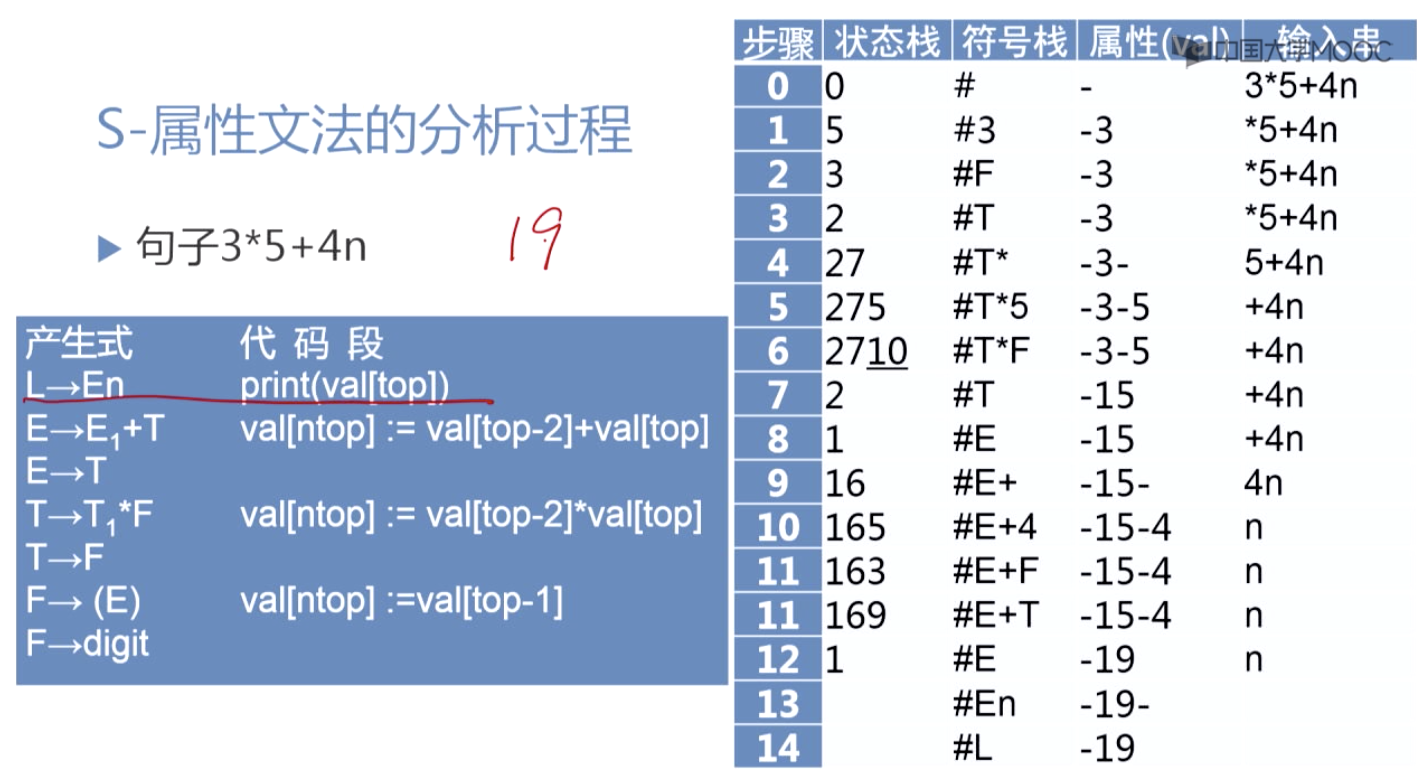 S-属性文法的分析过程
▶ 句子3*5+4n
19
产生式 代 码 段
L→En print(val[top])
E→E₁+T val[ntop] := val[top-2]+val[top]
E→T
T→T₁*F val[ntop] := val[top-2]*val[top]
T→F
F→ (E) val[ntop] :=val[top-1]
F→digit
步骤 状态栈 符号栈 属性(val) 输入串
中国大学MOOC
0 0 # - 3*5+4n
1 5 #3 -3 *5+4n
2 3 #F -3 *5+4n
3 2 #T -3 *5+4n
4 27 #T* -3- 5+4n
5 275 #T*5 -3-5 +4n
6 2710 #T*F -3-5 +4n
7 2 #T -15 +4n
8 1 #E -15 +4n
9 16 #E+ -15- 4n
10 165 #E+4 -15-4 n
11 163 #E+F -15-4 n
11 169 #E+T -15-4 n
12 1 #E -19 n
13 #En -19-
14 #L -19